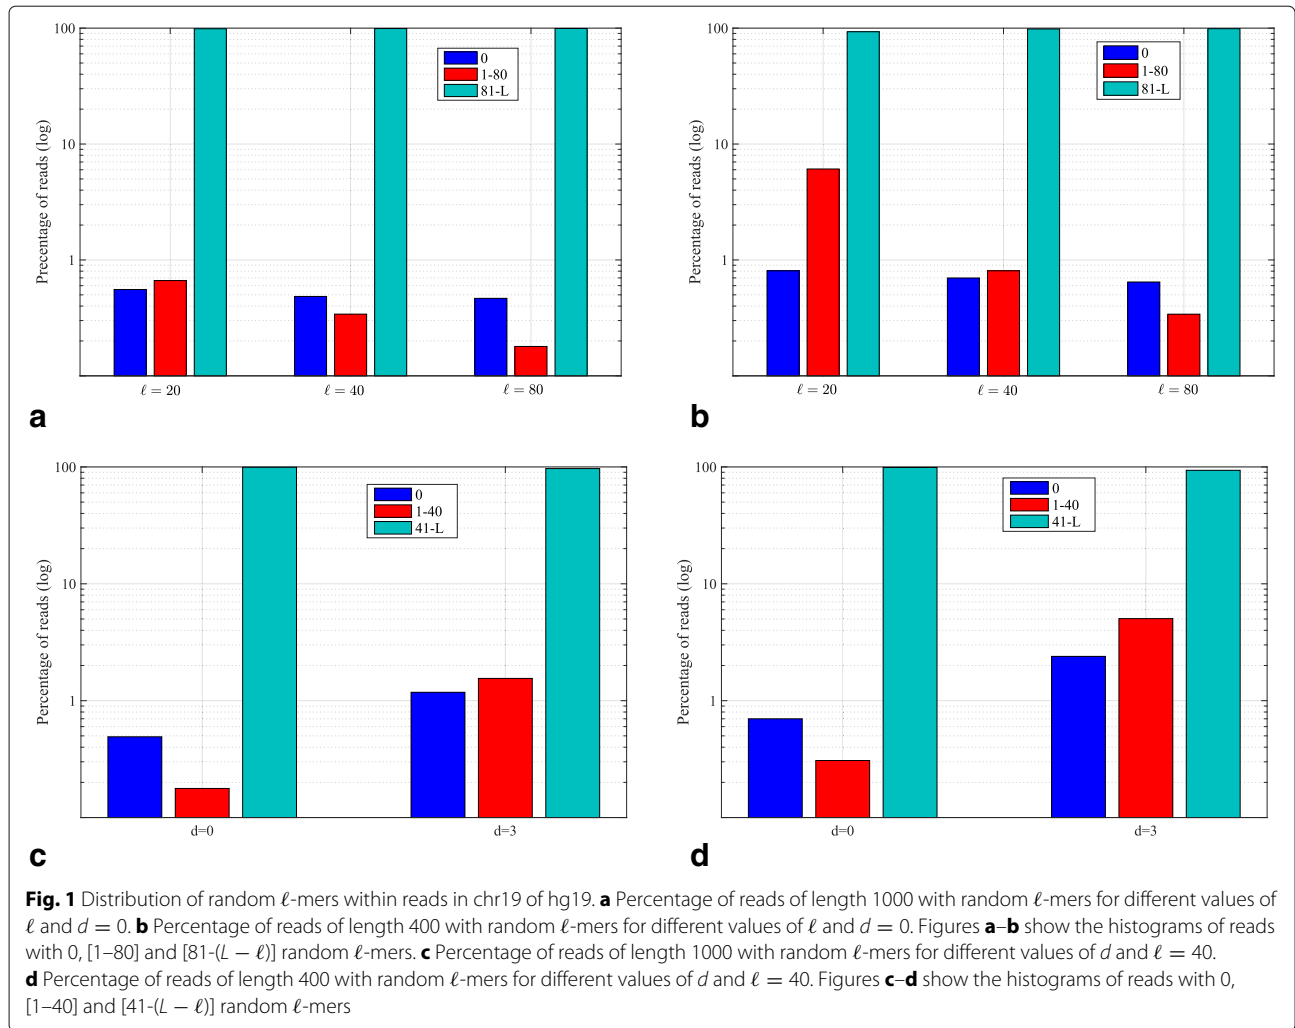 100
10
1
Precentage of reads (log)
0
1-80
81-L
ℓ = 20
ℓ = 40
ℓ = 80
a
100
10
1
Percentage of reads (log)
0
1-80
81-L
ℓ = 20
ℓ = 40
ℓ = 80
b
100
10
1
Percentage of reads (log)
0
1-40
41-L
d=0
d=3
c
100
10
1
Percentage of reads (log)
0
1-40
41-L
d=0
d=3
d
Fig. 1 Distribution of random ℓ-mers within reads in chr19 of hg19. a Percentage of reads of length 1000 with random ℓ-mers for different values of
ℓ and d = 0. b Percentage of reads of length 400 with random ℓ-mers for different values of ℓ and d = 0. Figures a–b show the histograms of reads
with 0, [1–80] and [81-(L − ℓ)] random ℓ-mers. c Percentage of reads of length 1000 with random ℓ-mers for different values of d and ℓ = 40.
d Percentage of reads of length 400 with random ℓ-mers for different values of d and ℓ = 40. Figures c–d show the histograms of reads with 0,
[1–40] and [41-(L − ℓ)] random ℓ-mers